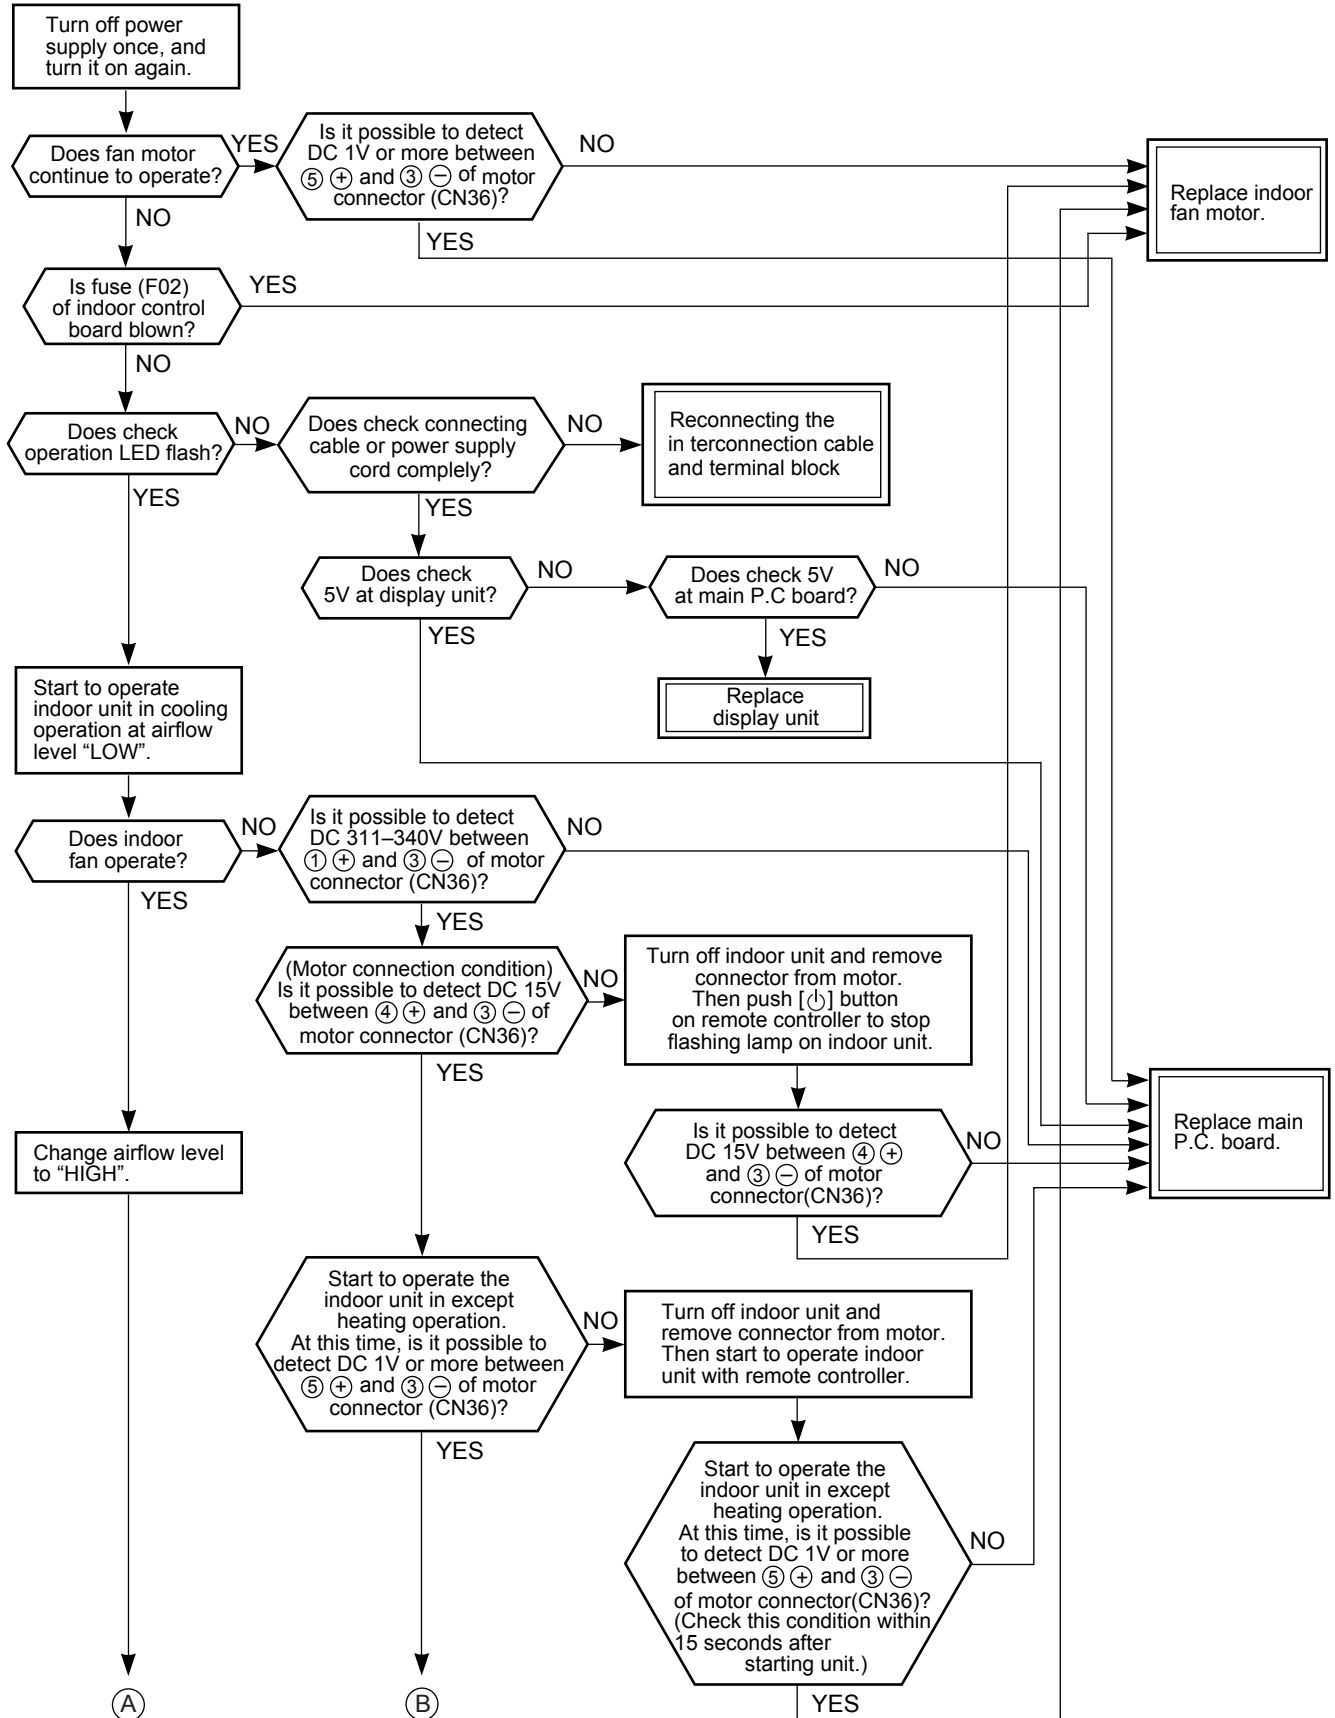 Turn off power
supply once, and
turn it on again.
Does fan motor
continue to operate?
YES
NO
Is it possible to detect
DC 1V or more between
⑤ ⊕ and ③ ⊖ of motor
connector (CN36)?
NO
YES
Replace indoor
fan motor.
Is fuse (F02)
of indoor control
board blown?
YES
NO
Does check
operation LED flash?
NO
YES
Does check connecting
cable or power supply
cord complely?
NO
YES
Reconnecting the
in terconnection cable
and terminal block
Does check
5V at display unit?
NO
YES
Does check 5V
at main P.C board?
NO
YES
Replace
display unit
Start to operate
indoor unit in cooling
operation at airflow
level “LOW”.
Does indoor
fan operate?
NO
YES
Is it possible to detect
DC 311–340V between
① ⊕ and ③ ⊖ of motor
connector (CN36)?
NO
YES
(Motor connection condition)
Is it possible to detect DC 15V
between ④ ⊕ and ③ ⊖ of
motor connector (CN36)?
NO
YES
Turn off indoor unit and remove
connector from motor.
Then push [⏻] button
on remote controller to stop
flashing lamp on indoor unit.
Is it possible to detect
DC 15V between ④ ⊕
and ③ ⊖ of motor
connector(CN36)?
NO
YES
Replace main
P.C. board.
Change airflow level
to “HIGH”.
Start to operate the
indoor unit in except
heating operation.
At this time, is it possible to
detect DC 1V or more between
⑤ ⊕ and ③ ⊖ of motor
connector (CN36)?
NO
YES
Turn off indoor unit and
remove connector from motor.
Then start to operate indoor
unit with remote controller.
Start to operate the
indoor unit in except
heating operation.
At this time, is it possible
to detect DC 1V or more
between ⑤ ⊕ and ③ ⊖
of motor connector(CN36)?
(Check this condition within
15 seconds after
starting unit.)
NO
YES
Ⓐ
Ⓑ